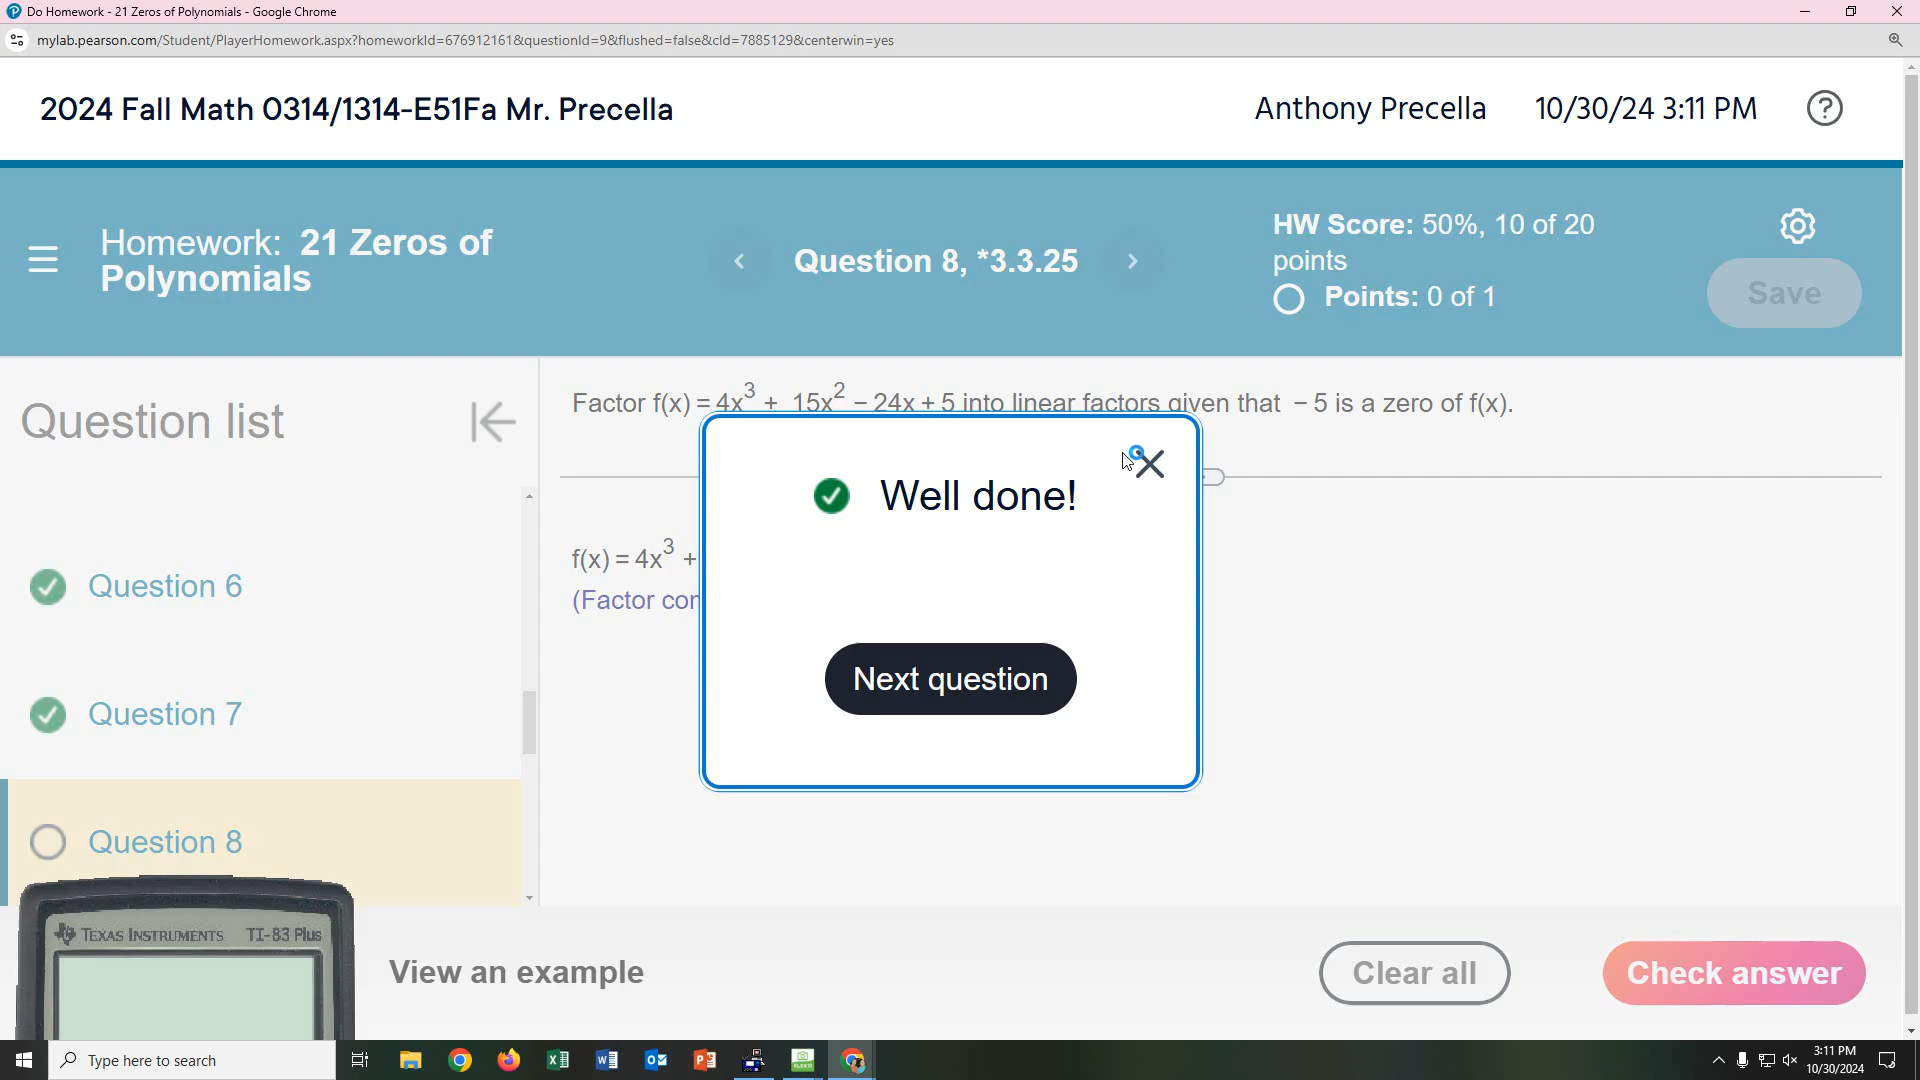 Do Homework - 21 Zeros of Polynomials - Google Chrome
mylab.pearson.com/Student/PlayerHomework.aspx?homeworkId=676912161&questionId=9&flushed=false&cId=7885129&centerwin=yes
2024 Fall Math 0314/1314-E51Fa Mr. Precella
Anthony Precella
10/30/24 3:11 PM
Homework: 21 Zeros of
Polynomials
Question 8, *3.3.25
HW Score: 50%, 10 of 20
points
Points: 0 of 1
Save
Question list
Question 6
Question 7
Question 8
Factor f(x) = 4x³ + 15x² − 24x + 5 into linear factors given that − 5 is a zero of f(x).
f(x) = 4x³ +
(Factor con
Well done!
Next question
TEXAS INSTRUMENTS TI-83 Plus
View an example
Clear all
Check answer
Type here to search
3:11 PM
10/30/2024